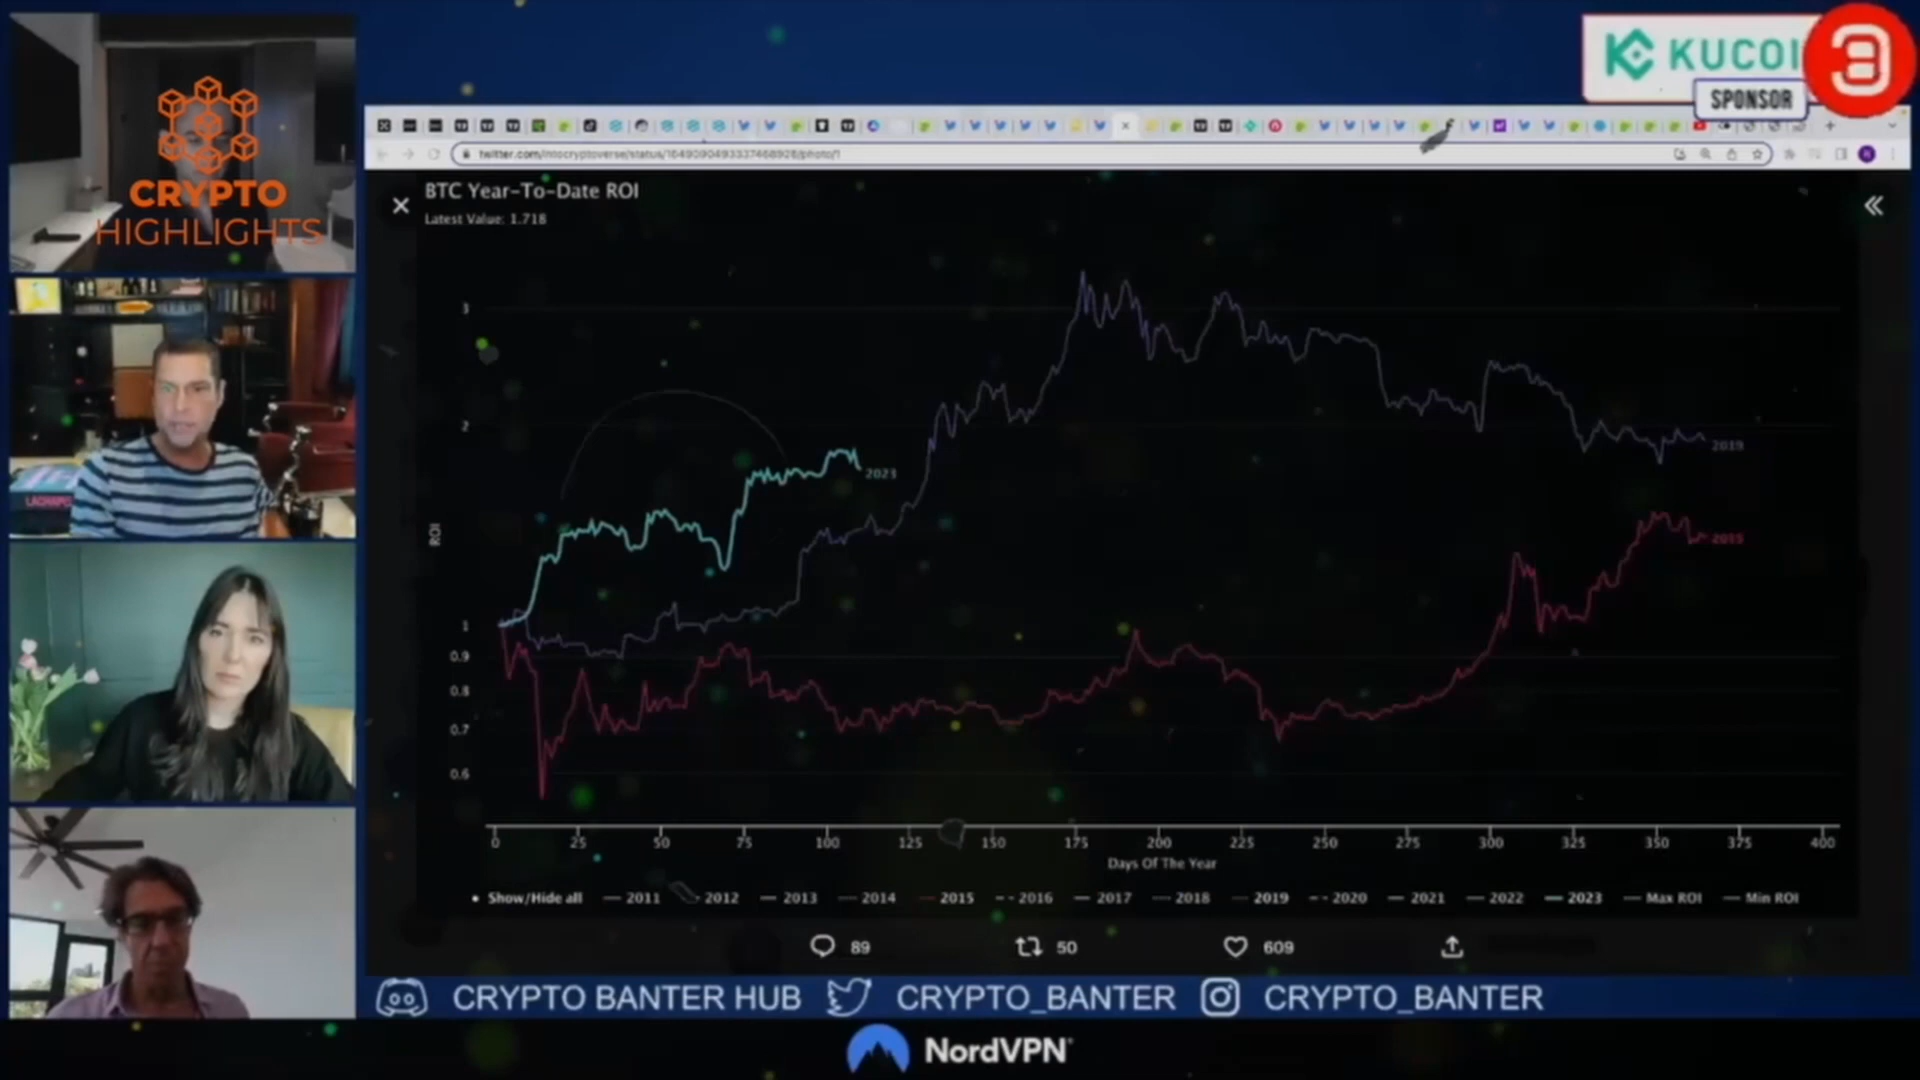 KUCOI
SPONSOR
CRYPTO
HIGHLIGHTS
BTC Year-To-Date ROI
Latest Value: 1.718
3
2
1
0.9
0.8
0.7
0.6
ROI
2023
2019
2015
0 25 50 75 100 125 150 175 200 225 250 275 300 325 350 375 400
Days Of The Year
Show/Hide all 2011 2012 2013 2014 2015 2016 2017 2018 2019 2020 2021 2022 2023 Max ROI Min ROI
89 50 609
CRYPTO BANTER HUB CRYPTO_BANTER CRYPTO_BANTER
NordVPN